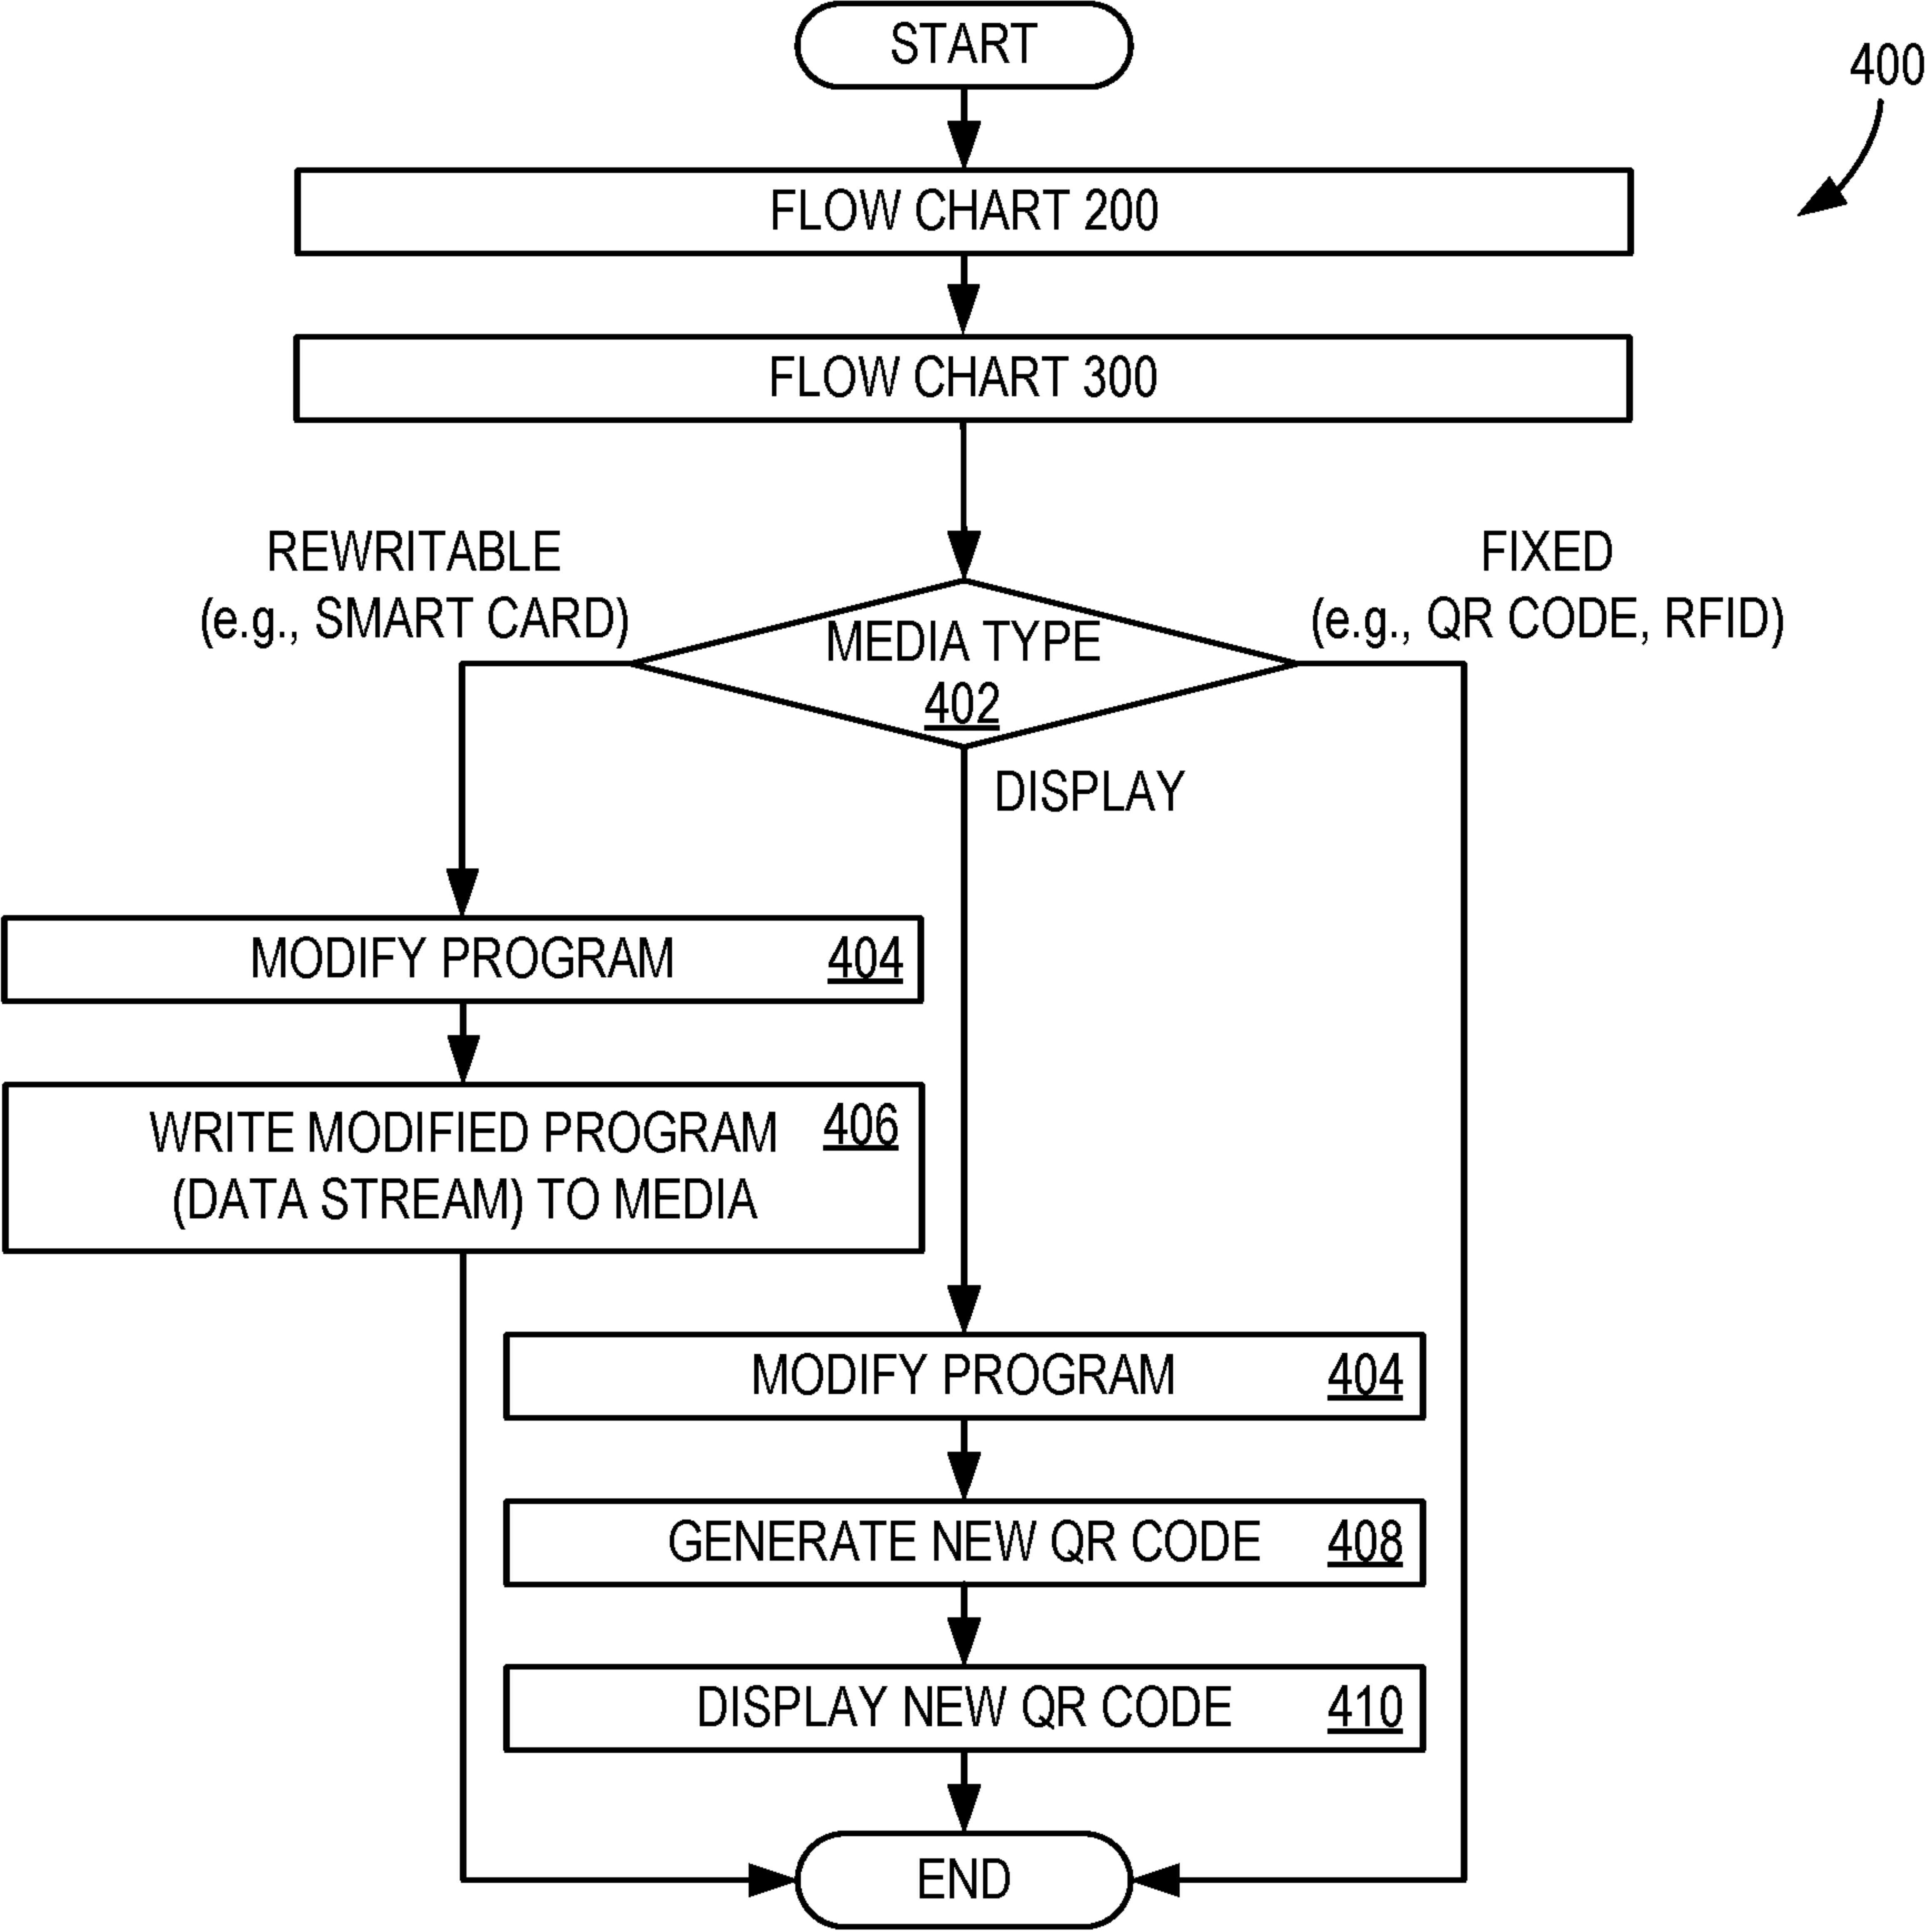 START
400
FLOW CHART 200
FLOW CHART 300
REWRITABLE
(e.g., SMART CARD)
FIXED
(e.g., QR CODE, RFID)
MEDIA TYPE
402
DISPLAY
MODIFY PROGRAM 404
WRITE MODIFIED PROGRAM 406
(DATA STREAM) TO MEDIA
MODIFY PROGRAM 404
GENERATE NEW QR CODE 408
DISPLAY NEW QR CODE 410
END